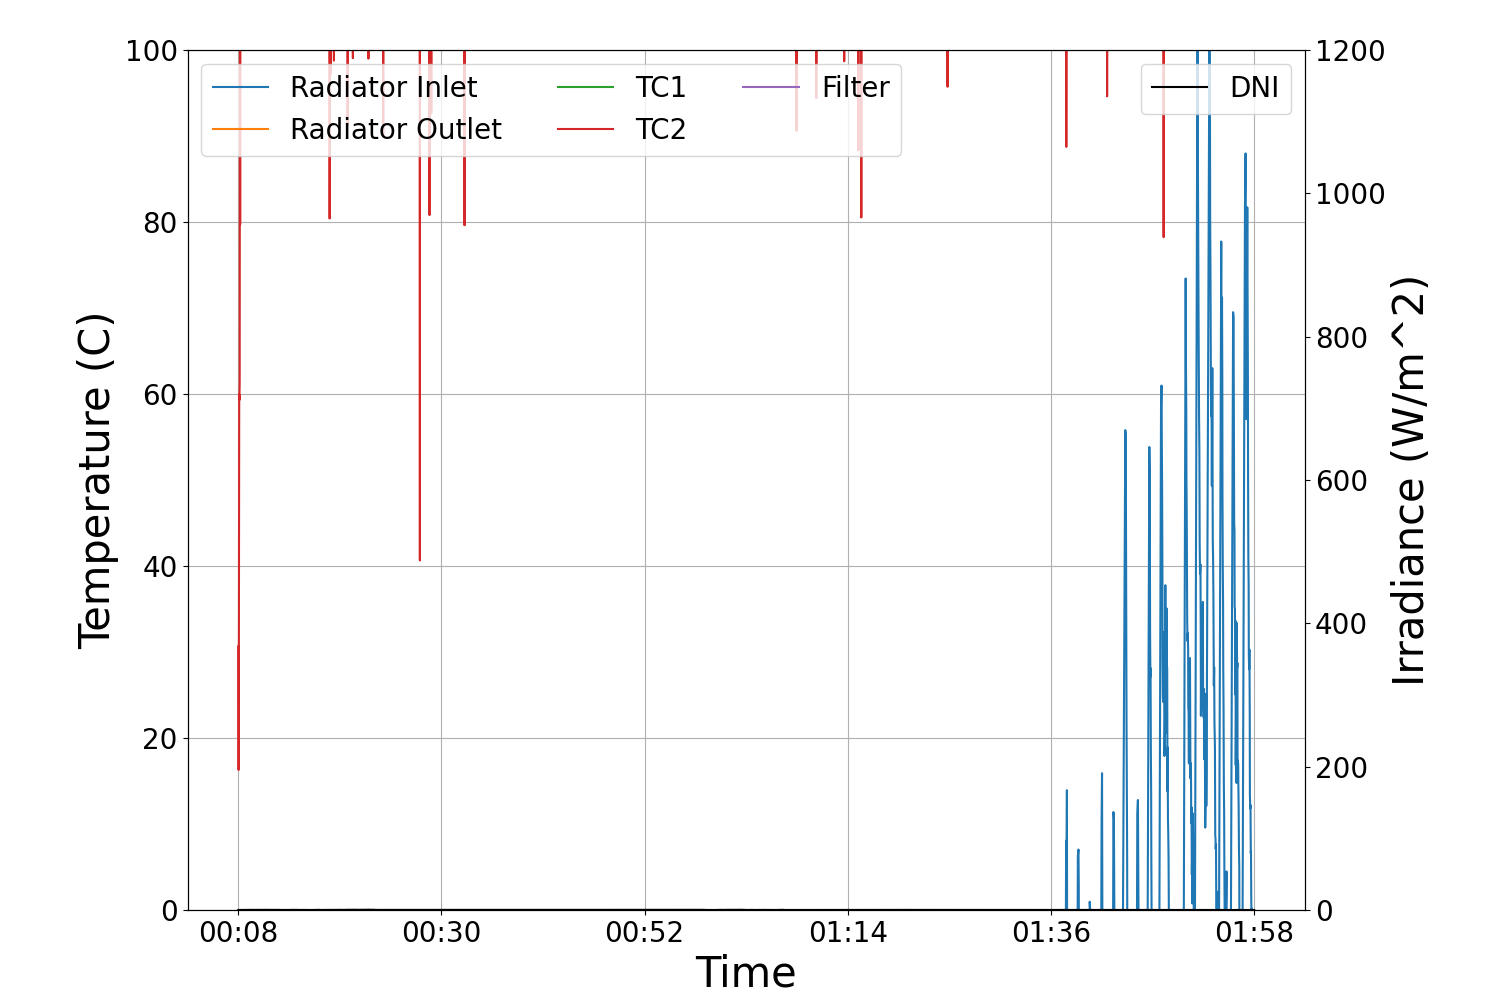 100
80
60
40
20
0
Temperature (C)
Radiator Inlet
Radiator Outlet
TC1
TC2
Filter
DNI
1200
1000
800
600
400
200
0
Irradiance (W/m^2)
00:08 00:30 00:52 01:14 01:36 01:58
Time